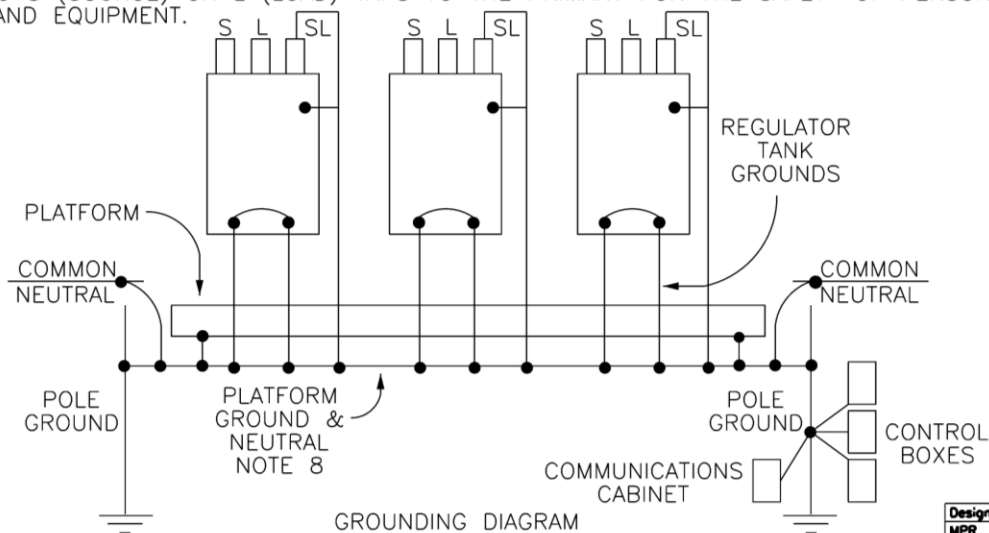 AND EQUIPMENT.
S L SL S L SL S L SL
REGULATOR
TANK
GROUNDS
PLATFORM
COMMON
NEUTRAL
COMMON
NEUTRAL
POLE
GROUND
PLATFORM
GROUND &
NEUTRAL
NOTE 8
POLE
GROUND
CONTROL
BOXES
COMMUNICATIONS
CABINET
GROUNDING DIAGRAM
Design
MPR